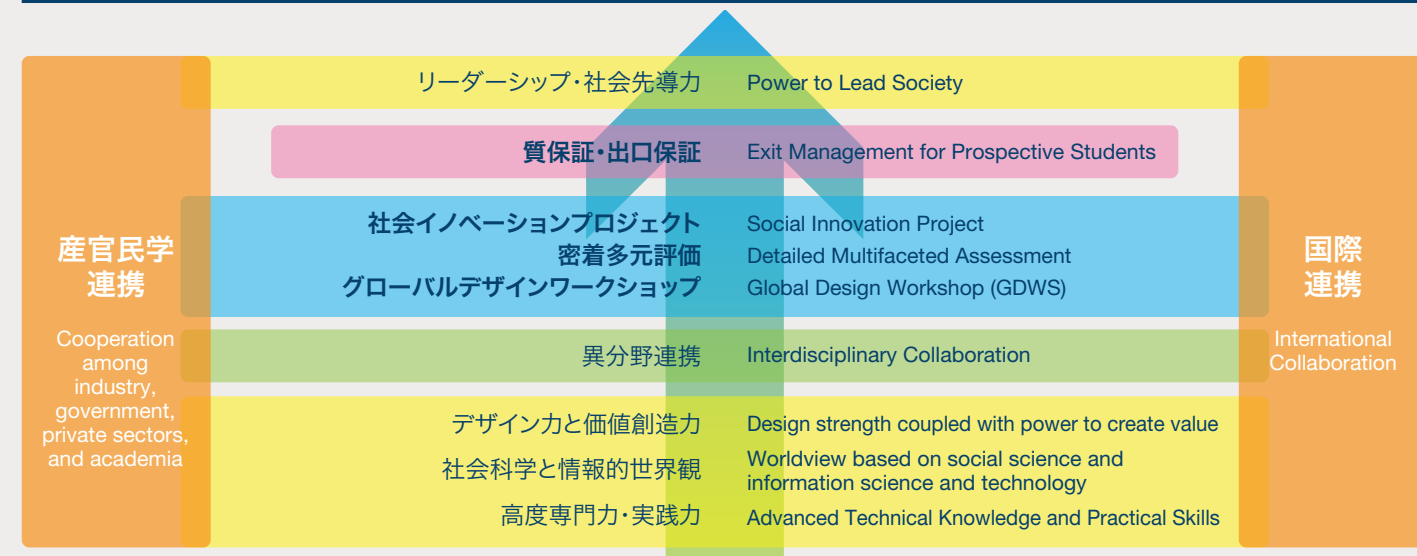 リーダーシップ・社会先導力 Power to Lead Society
質保証・出口保証 Exit Management for Prospective Students
社会イノベーションプロジェクト Social Innovation Project
密着多元評価 Detailed Multifaceted Assessment
グローバルデザインワークショップ Global Design Workshop (GDWS)
異分野連携 Interdisciplinary Collaboration
デザイン力と価値創造力 Design strength coupled with power to create value
社会科学と情報的世界観 Worldview based on social science and
information science and technology
高度専門力・実践力 Advanced Technical Knowledge and Practical Skills
産官民学
連携
Cooperation
among
industry,
government,
private sectors,
and academia
国際
連携
International
Collaboration